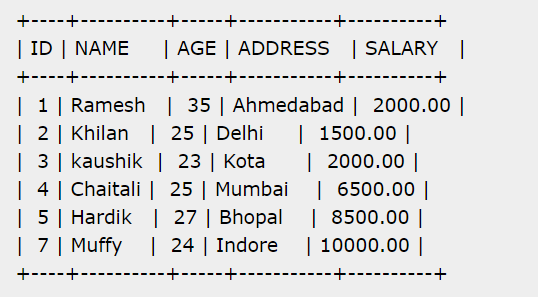 +----+----------+-----+-----------+----------+
| ID | NAME     | AGE | ADDRESS   | SALARY   |
+----+----------+-----+-----------+----------+
|  1 | Ramesh   |  35 | Ahmedabad |  2000.00 |
|  2 | Khilan   |  25 | Delhi     |  1500.00 |
|  3 | kaushik  |  23 | Kota      |  2000.00 |
|  4 | Chaitali |  25 | Mumbai    |  6500.00 |
|  5 | Hardik   |  27 | Bhopal    |  8500.00 |
|  7 | Muffy    |  24 | Indore    | 10000.00 |
+----+----------+-----+-----------+----------+